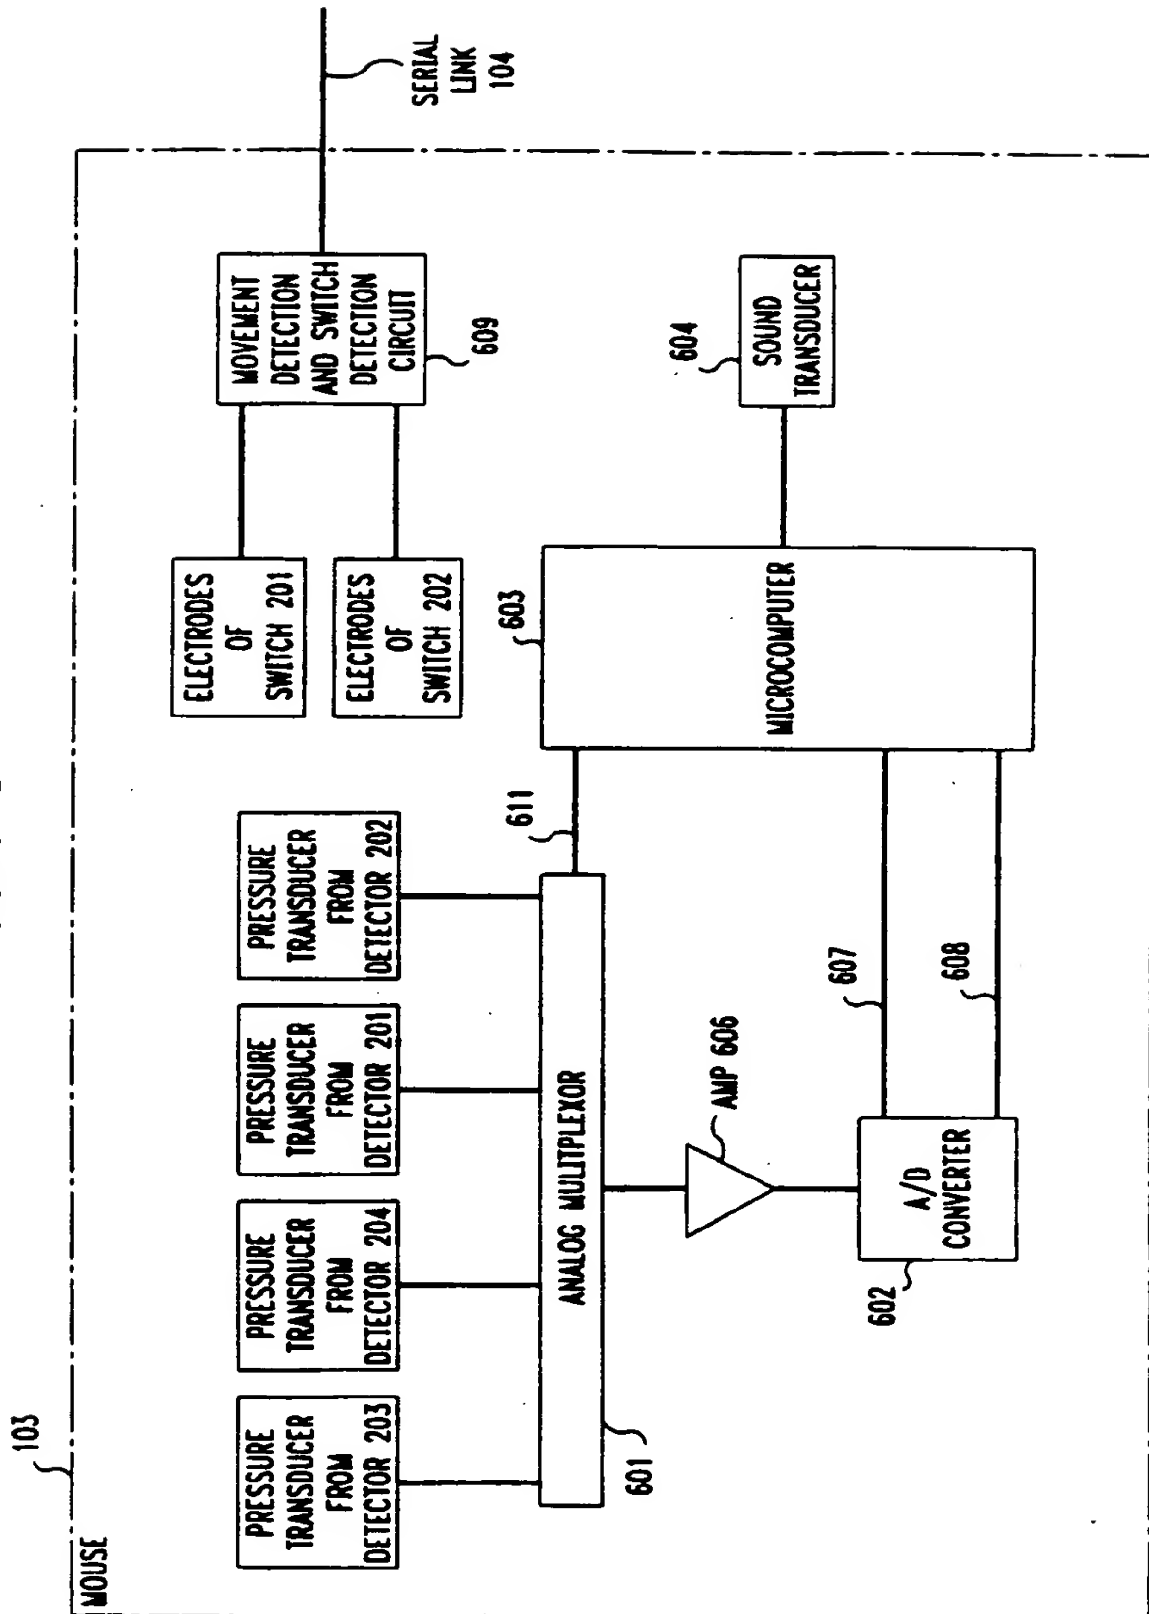 103
MOUSE
PRESSURE
TRANSDUCER
FROM
DETECTOR 203
PRESSURE
TRANSDUCER
FROM
DETECTOR 204
PRESSURE
TRANSDUCER
FROM
DETECTOR 201
PRESSURE
TRANSDUCER
FROM
DETECTOR 202
ELECTRODES
OF
SWITCH 201
ELECTRODES
OF
SWITCH 202
MOVEMENT
DETECTION
AND SWITCH
DETECTION
CIRCUIT
609
SERIAL
LINK
104
ANALOG MULITPLEXOR
601
611
603
MICROCOMPUTER
604
SOUND
TRANSDUCER
AMP 606
607
608
A/D
CONVERTER
602